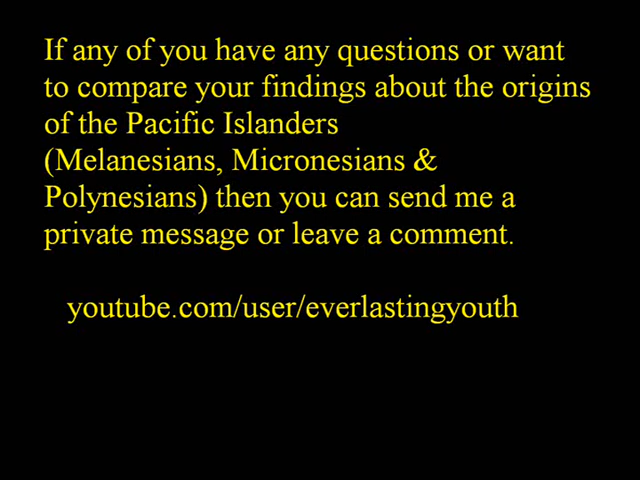 If any of you have any questions or want
to compare your findings about the origins
of the Pacific Islanders
(Melanesians, Micronesians &
Polynesians) then you can send me a
private message or leave a comment.
youtube.com/user/everlastingyouth